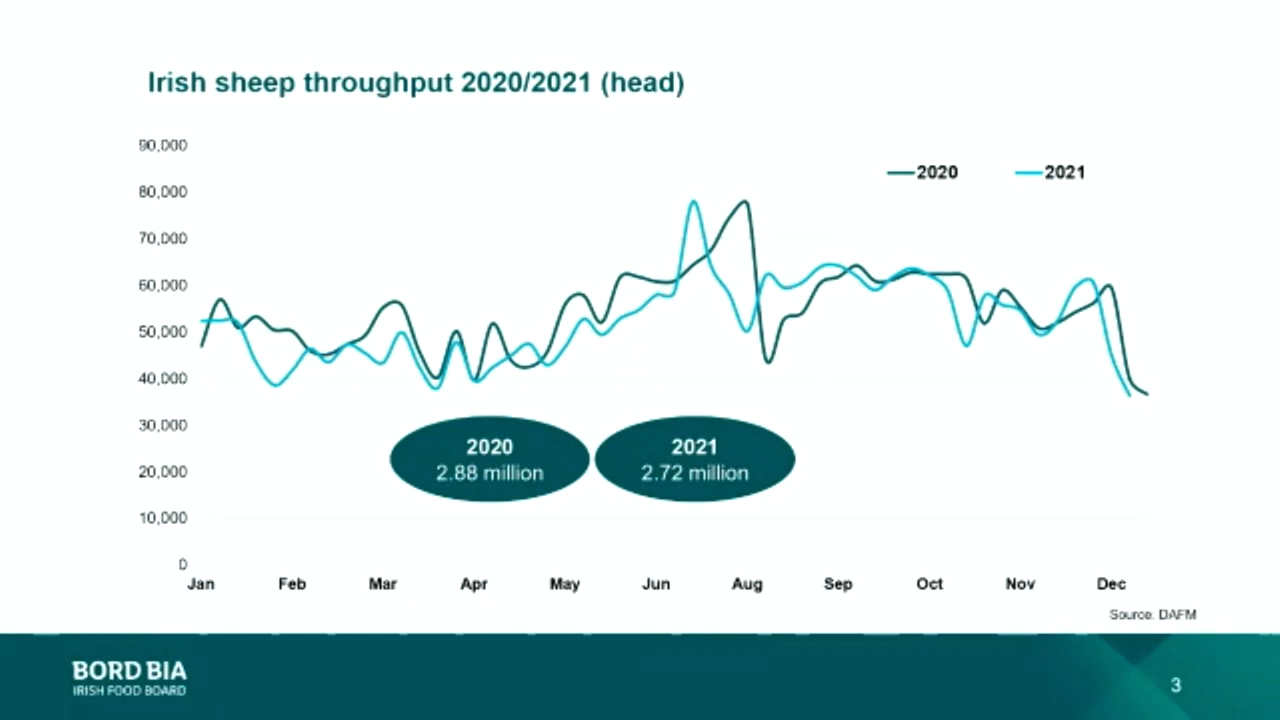 Irish sheep throughput 2020/2021 (head)
90,000
80,000
70,000
60,000
50,000
40,000
30,000
20,000
10,000
0
2020 2021
2020
2.88 million
2021
2.72 million
Jan Feb Mar Apr May Jun Aug Sep Oct Nov Dec
Source: DAFM
BORD BIA
IRISH FOOD BOARD
3